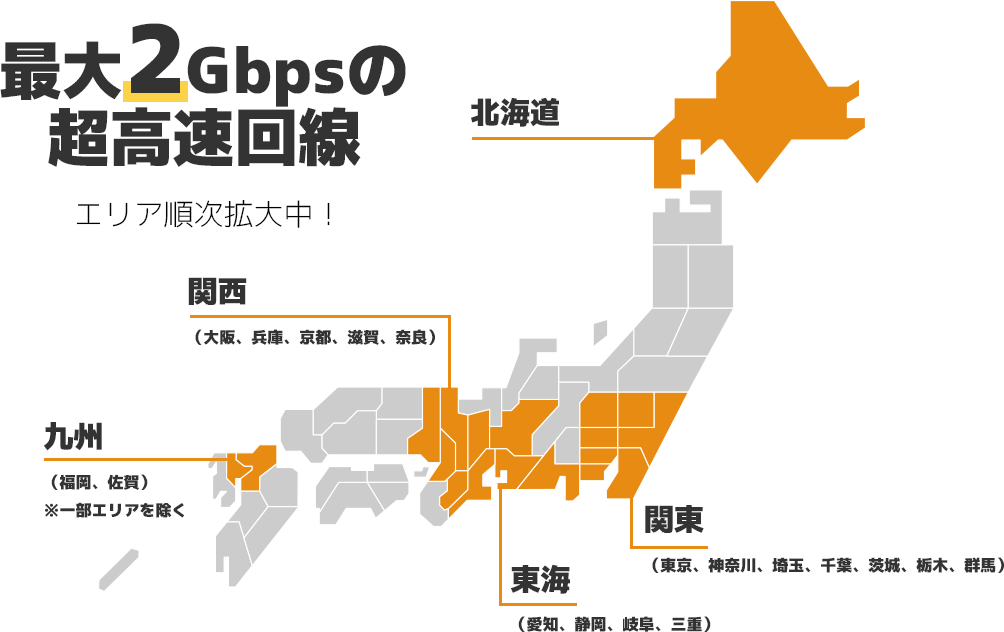 最大2Gbpsの
超高速回線
エリア順次拡大中！
北海道
関西
（大阪、兵庫、京都、滋賀、奈良）
九州
（福岡、佐賀）
※一部エリアを除く
関東
（東京、神奈川、埼玉、千葉、茨城、栃木、群馬）
東海
（愛知、静岡、岐阜、三重）